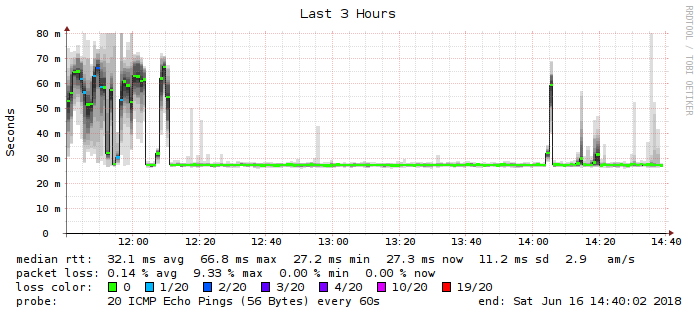 Last 3 Hours
RRDTOOL / TOBI OETIKER
Seconds
80 m
70 m
60 m
50 m
40 m
30 m
20 m
10 m
0
12:00 12:20 12:40 13:00 13:20 13:40 14:00 14:20 14:40
median rtt: 32.1 ms avg 66.8 ms max 27.2 ms min 27.3 ms now 11.2 ms sd 2.9 am/s
packet loss: 0.14 % avg 9.33 % max 0.00 % min 0.00 % now
loss color: 0 1/20 2/20 3/20 4/20 10/20 19/20
probe: 20 ICMP Echo Pings (56 Bytes) every 60s end: Sat Jun 16 14:40:02 2018